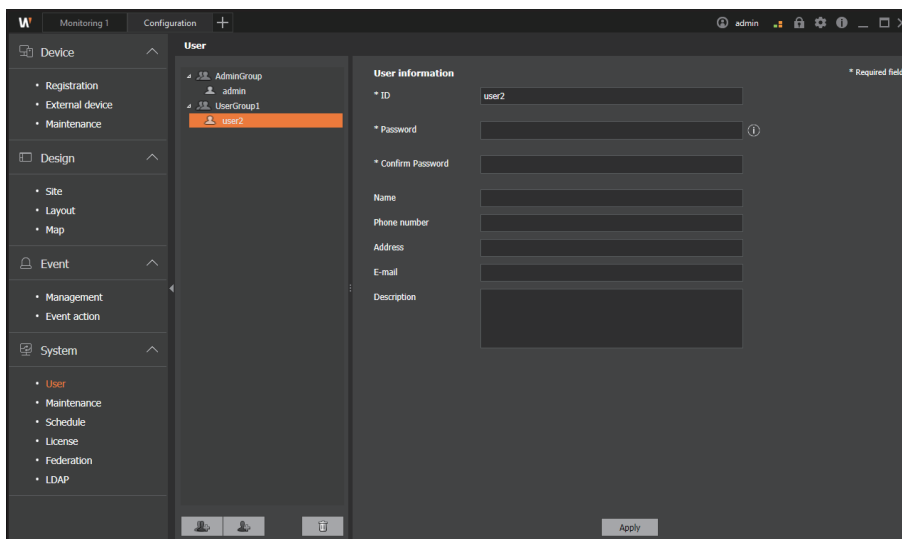 W
Monitoring 1
Configuration
admin
Device
Registration
External device
Maintenance
Design
Site
Layout
Map
Event
Management
Event action
System
User
Maintenance
Schedule
License
Federation
LDAP
User
AdminGroup
admin
UserGroup1
user2
User information
* Required field
* ID
user2
* Password
* Confirm Password
Name
Phone number
Address
E-mail
Description
Apply